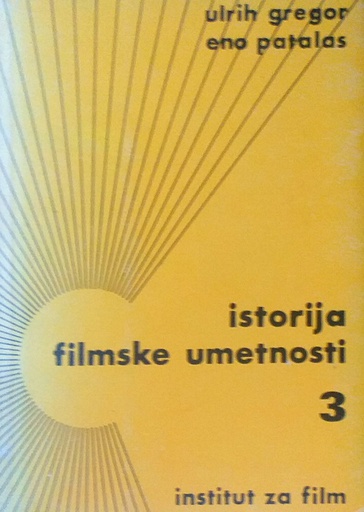 ulrih gregor
eno patalas
istorija
filmske umetnosti
3
institut za film